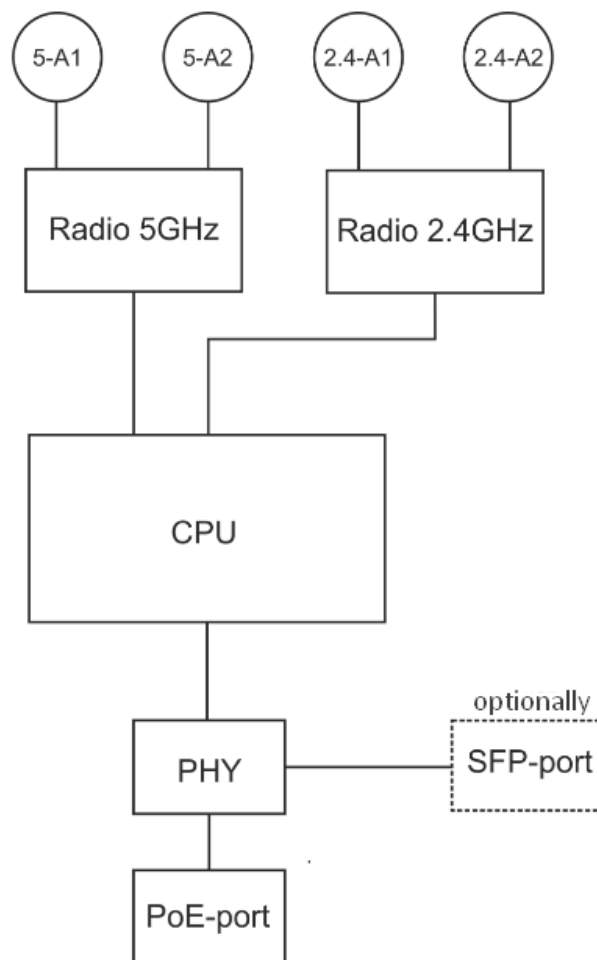 5-A1
5-A2
2.4-A1
2.4-A2
Radio 5GHz
Radio 2.4GHz
CPU
optionally
SFP-port
PHY
PoE-port